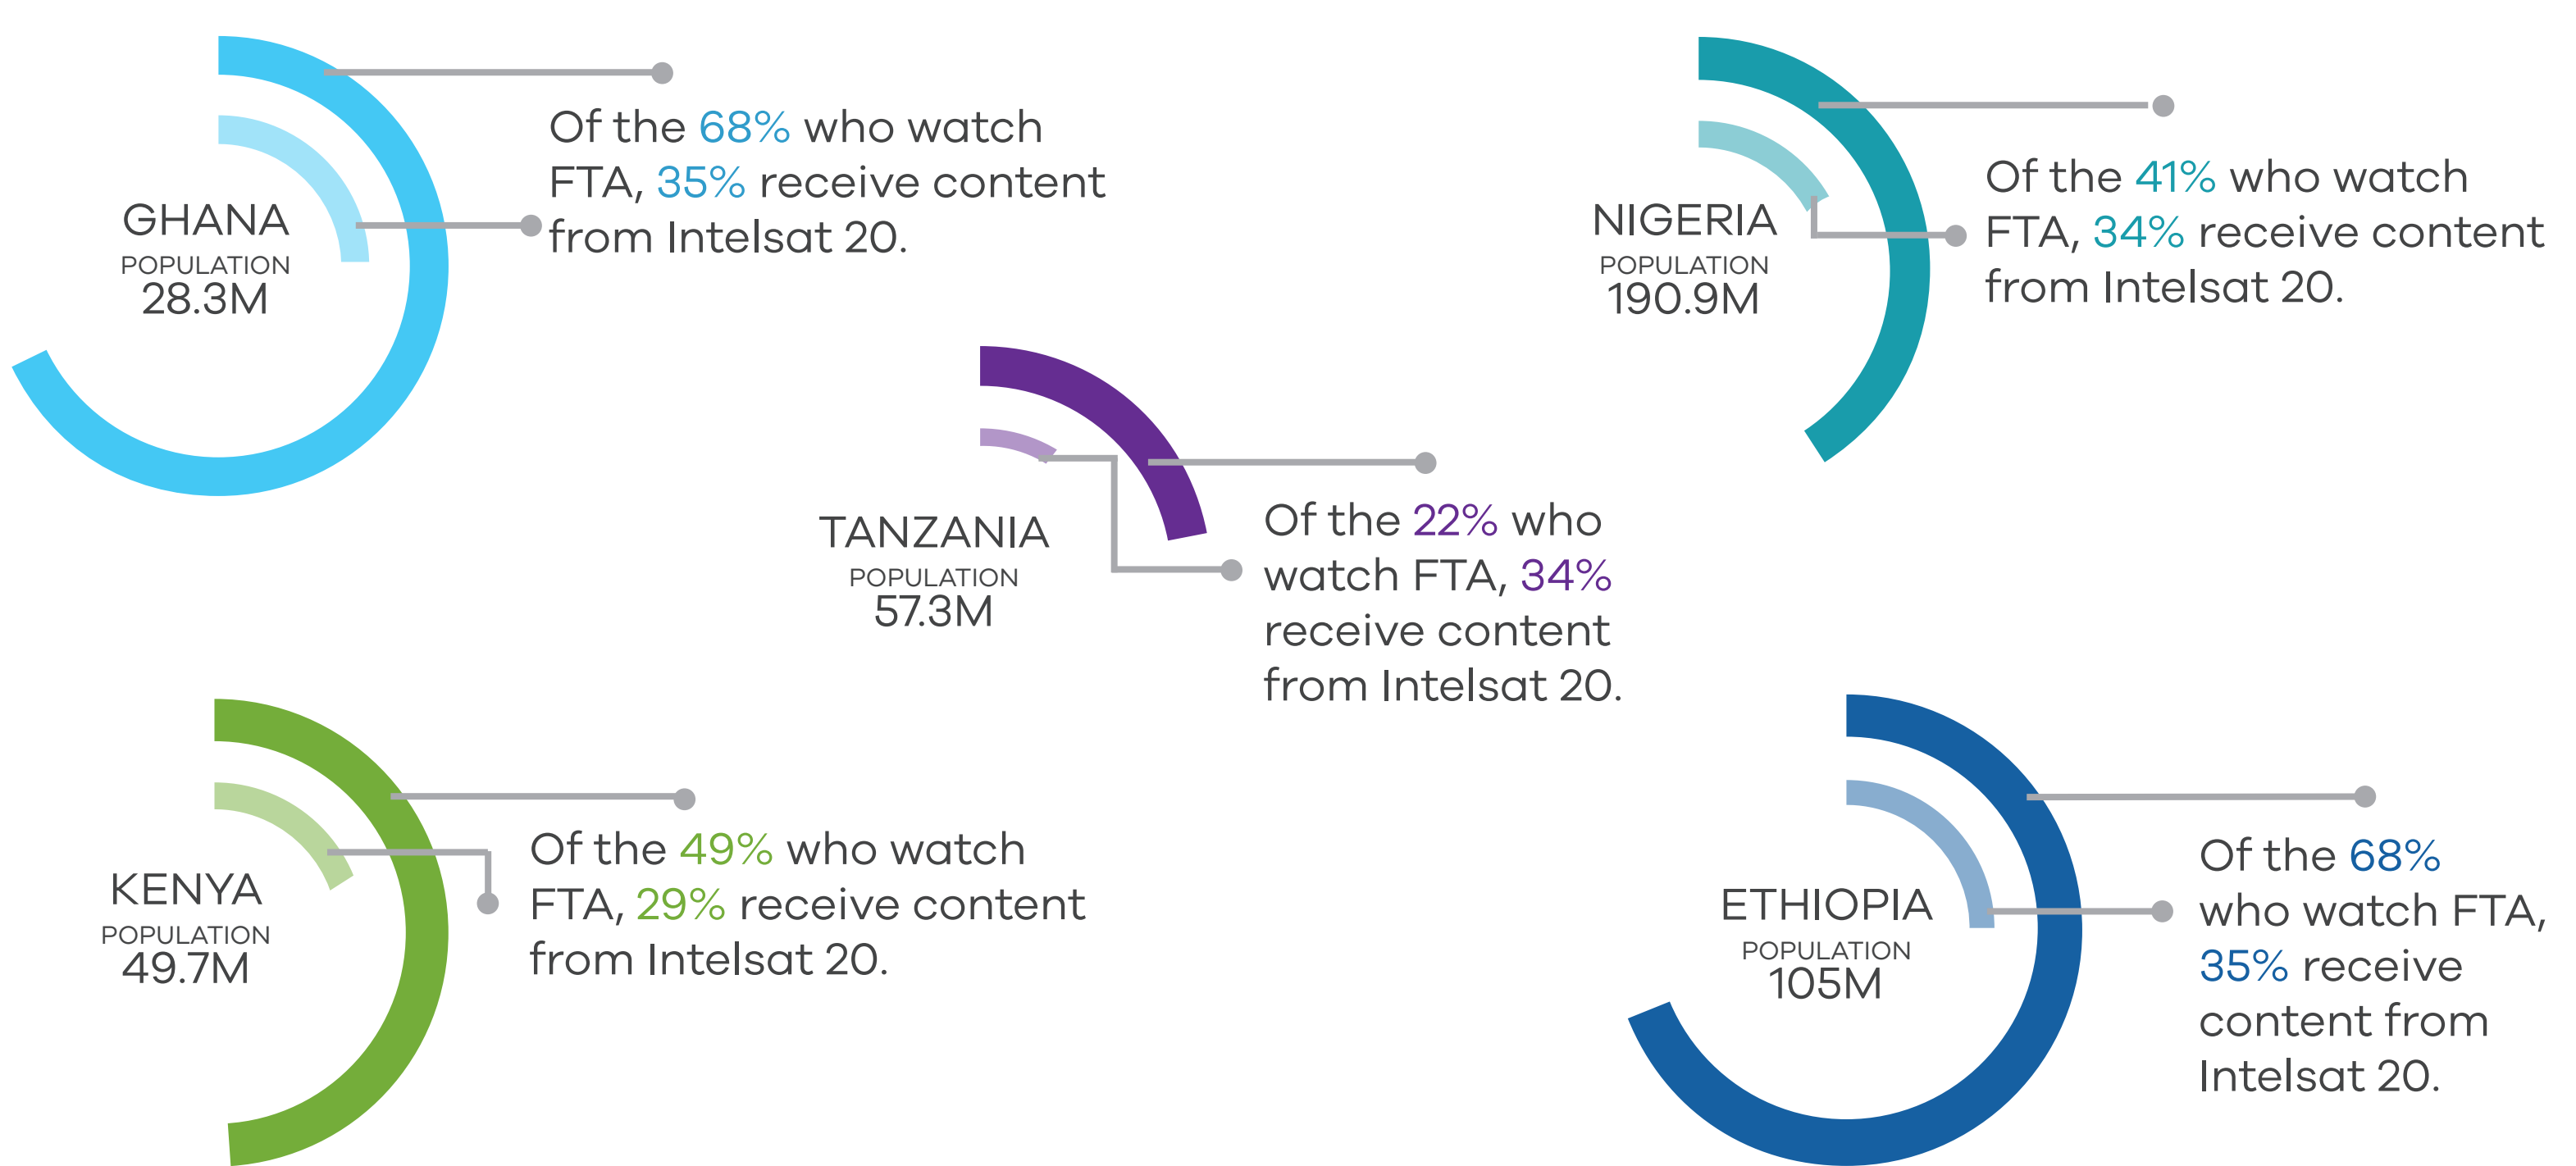 GHANA
POPULATION
28.3M
Of the 68% who watch
FTA, 35% receive content
from Intelsat 20.
NIGERIA
POPULATION
190.9M
Of the 41% who watch
FTA, 34% receive content
from Intelsat 20.
TANZANIA
POPULATION
57.3M
Of the 22% who
watch FTA, 34%
receive content
from Intelsat 20.
KENYA
POPULATION
49.7M
Of the 49% who watch
FTA, 29% receive content
from Intelsat 20.
ETHIOPIA
POPULATION
105M
Of the 68%
who watch FTA,
35% receive
content from
Intelsat 20.